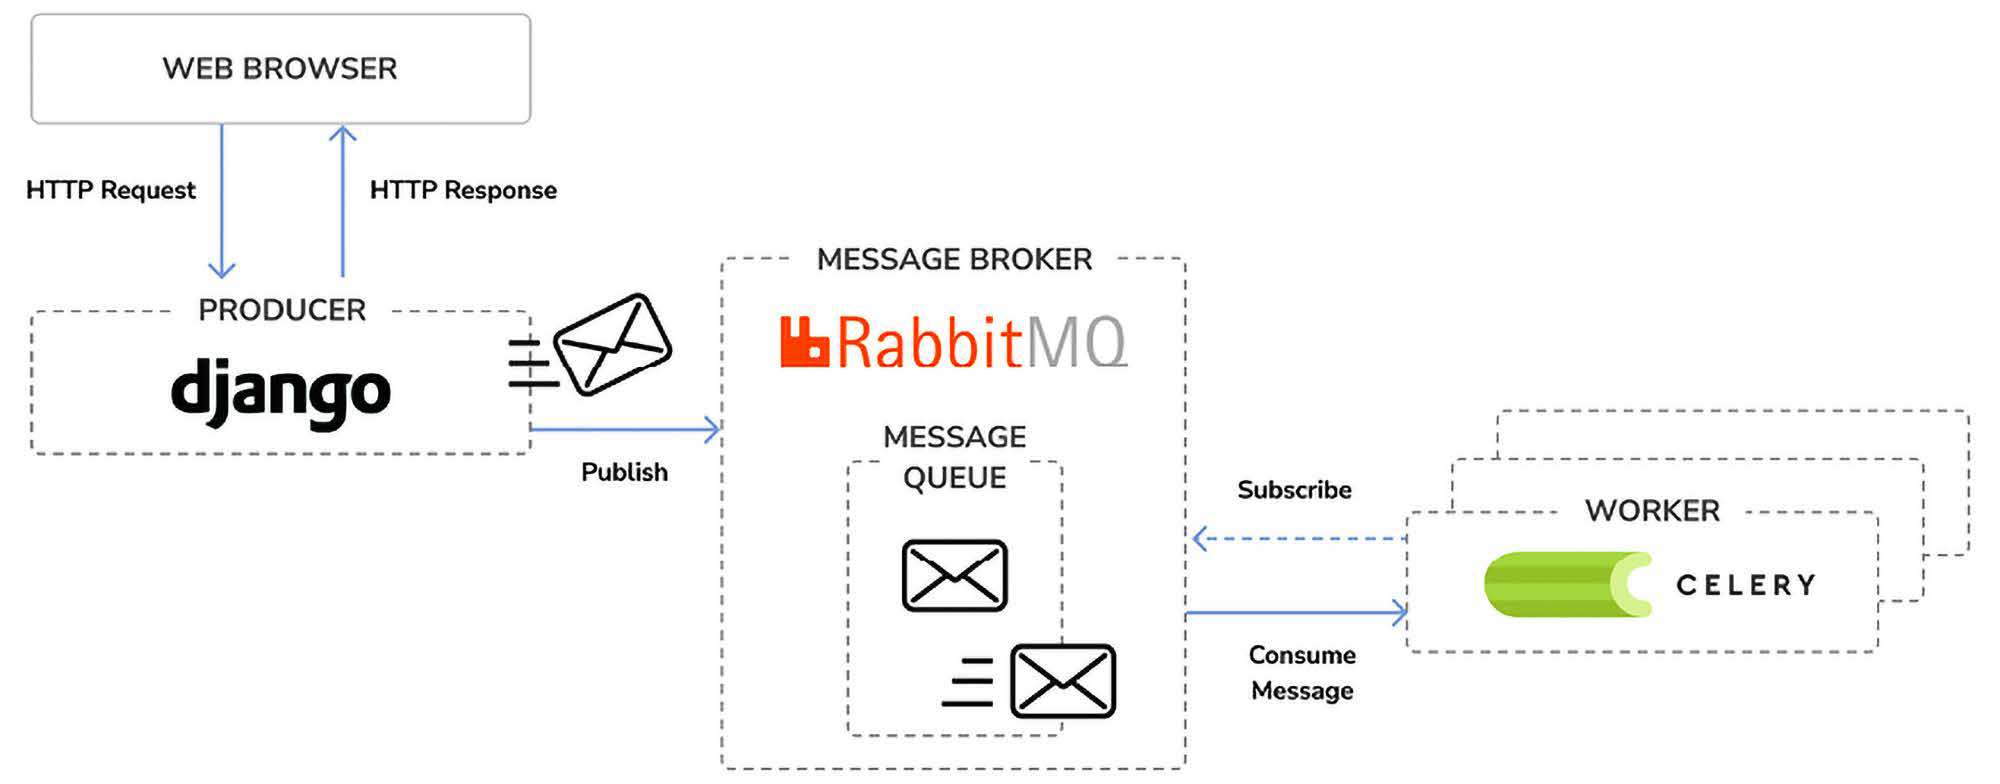 WEB BROWSER
HTTP Request
HTTP Response
PRODUCER
django
Publish
MESSAGE BROKER
RabbitMQ
MESSAGE
QUEUE
Subscribe
Consume
Message
WORKER
CELERY